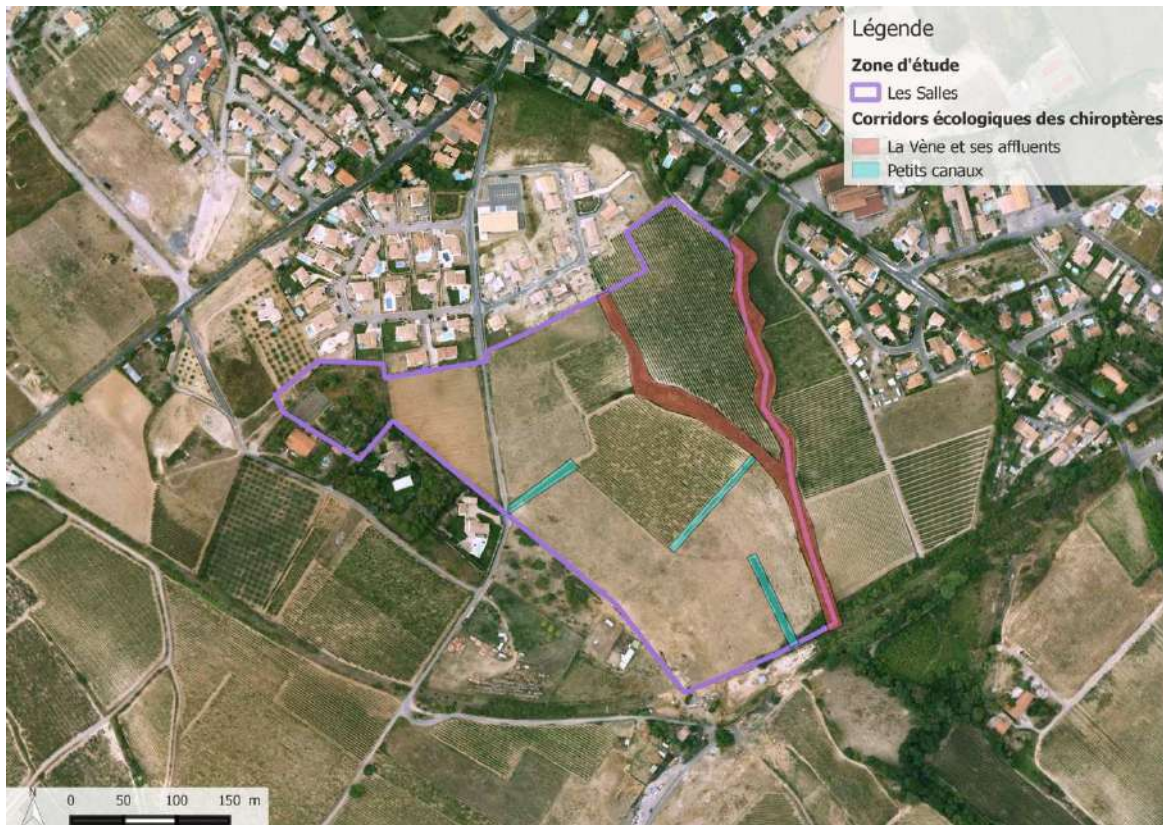 Légende
Zone d'étude
Les Salles
Corridors écologiques des chiroptères
La Vène et ses affluents
Petits canaux
N
0 50 100 150 m